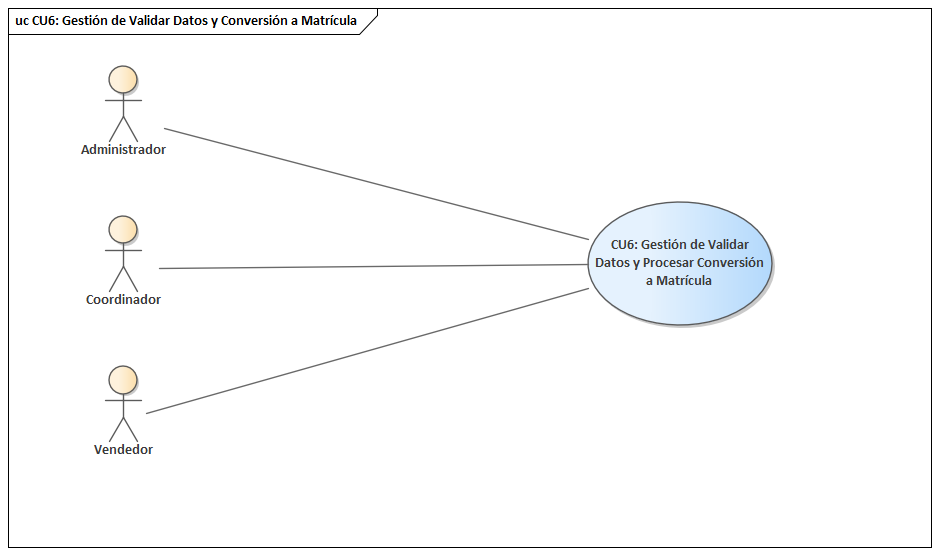 uc CU6: Gestión de Validar Datos y Conversión a Matrícula
Administrador
Coordinador
Vendedor
CU6: Gestión de Validar
Datos y Procesar Conversión
a Matrícula